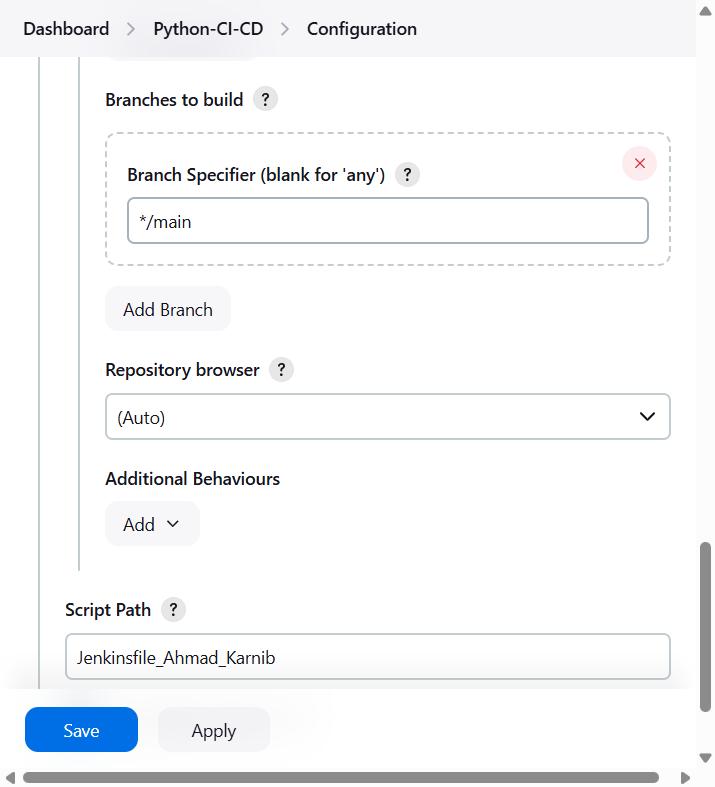 Dashboard > Python-CI-CD > Configuration
Branches to build ?
Branch Specifier (blank for 'any') ?
*/main
Add Branch
Repository browser ?
(Auto)
Additional Behaviours
Add
Script Path ?
Jenkinsfile_Ahmad_Karnib
Save Apply